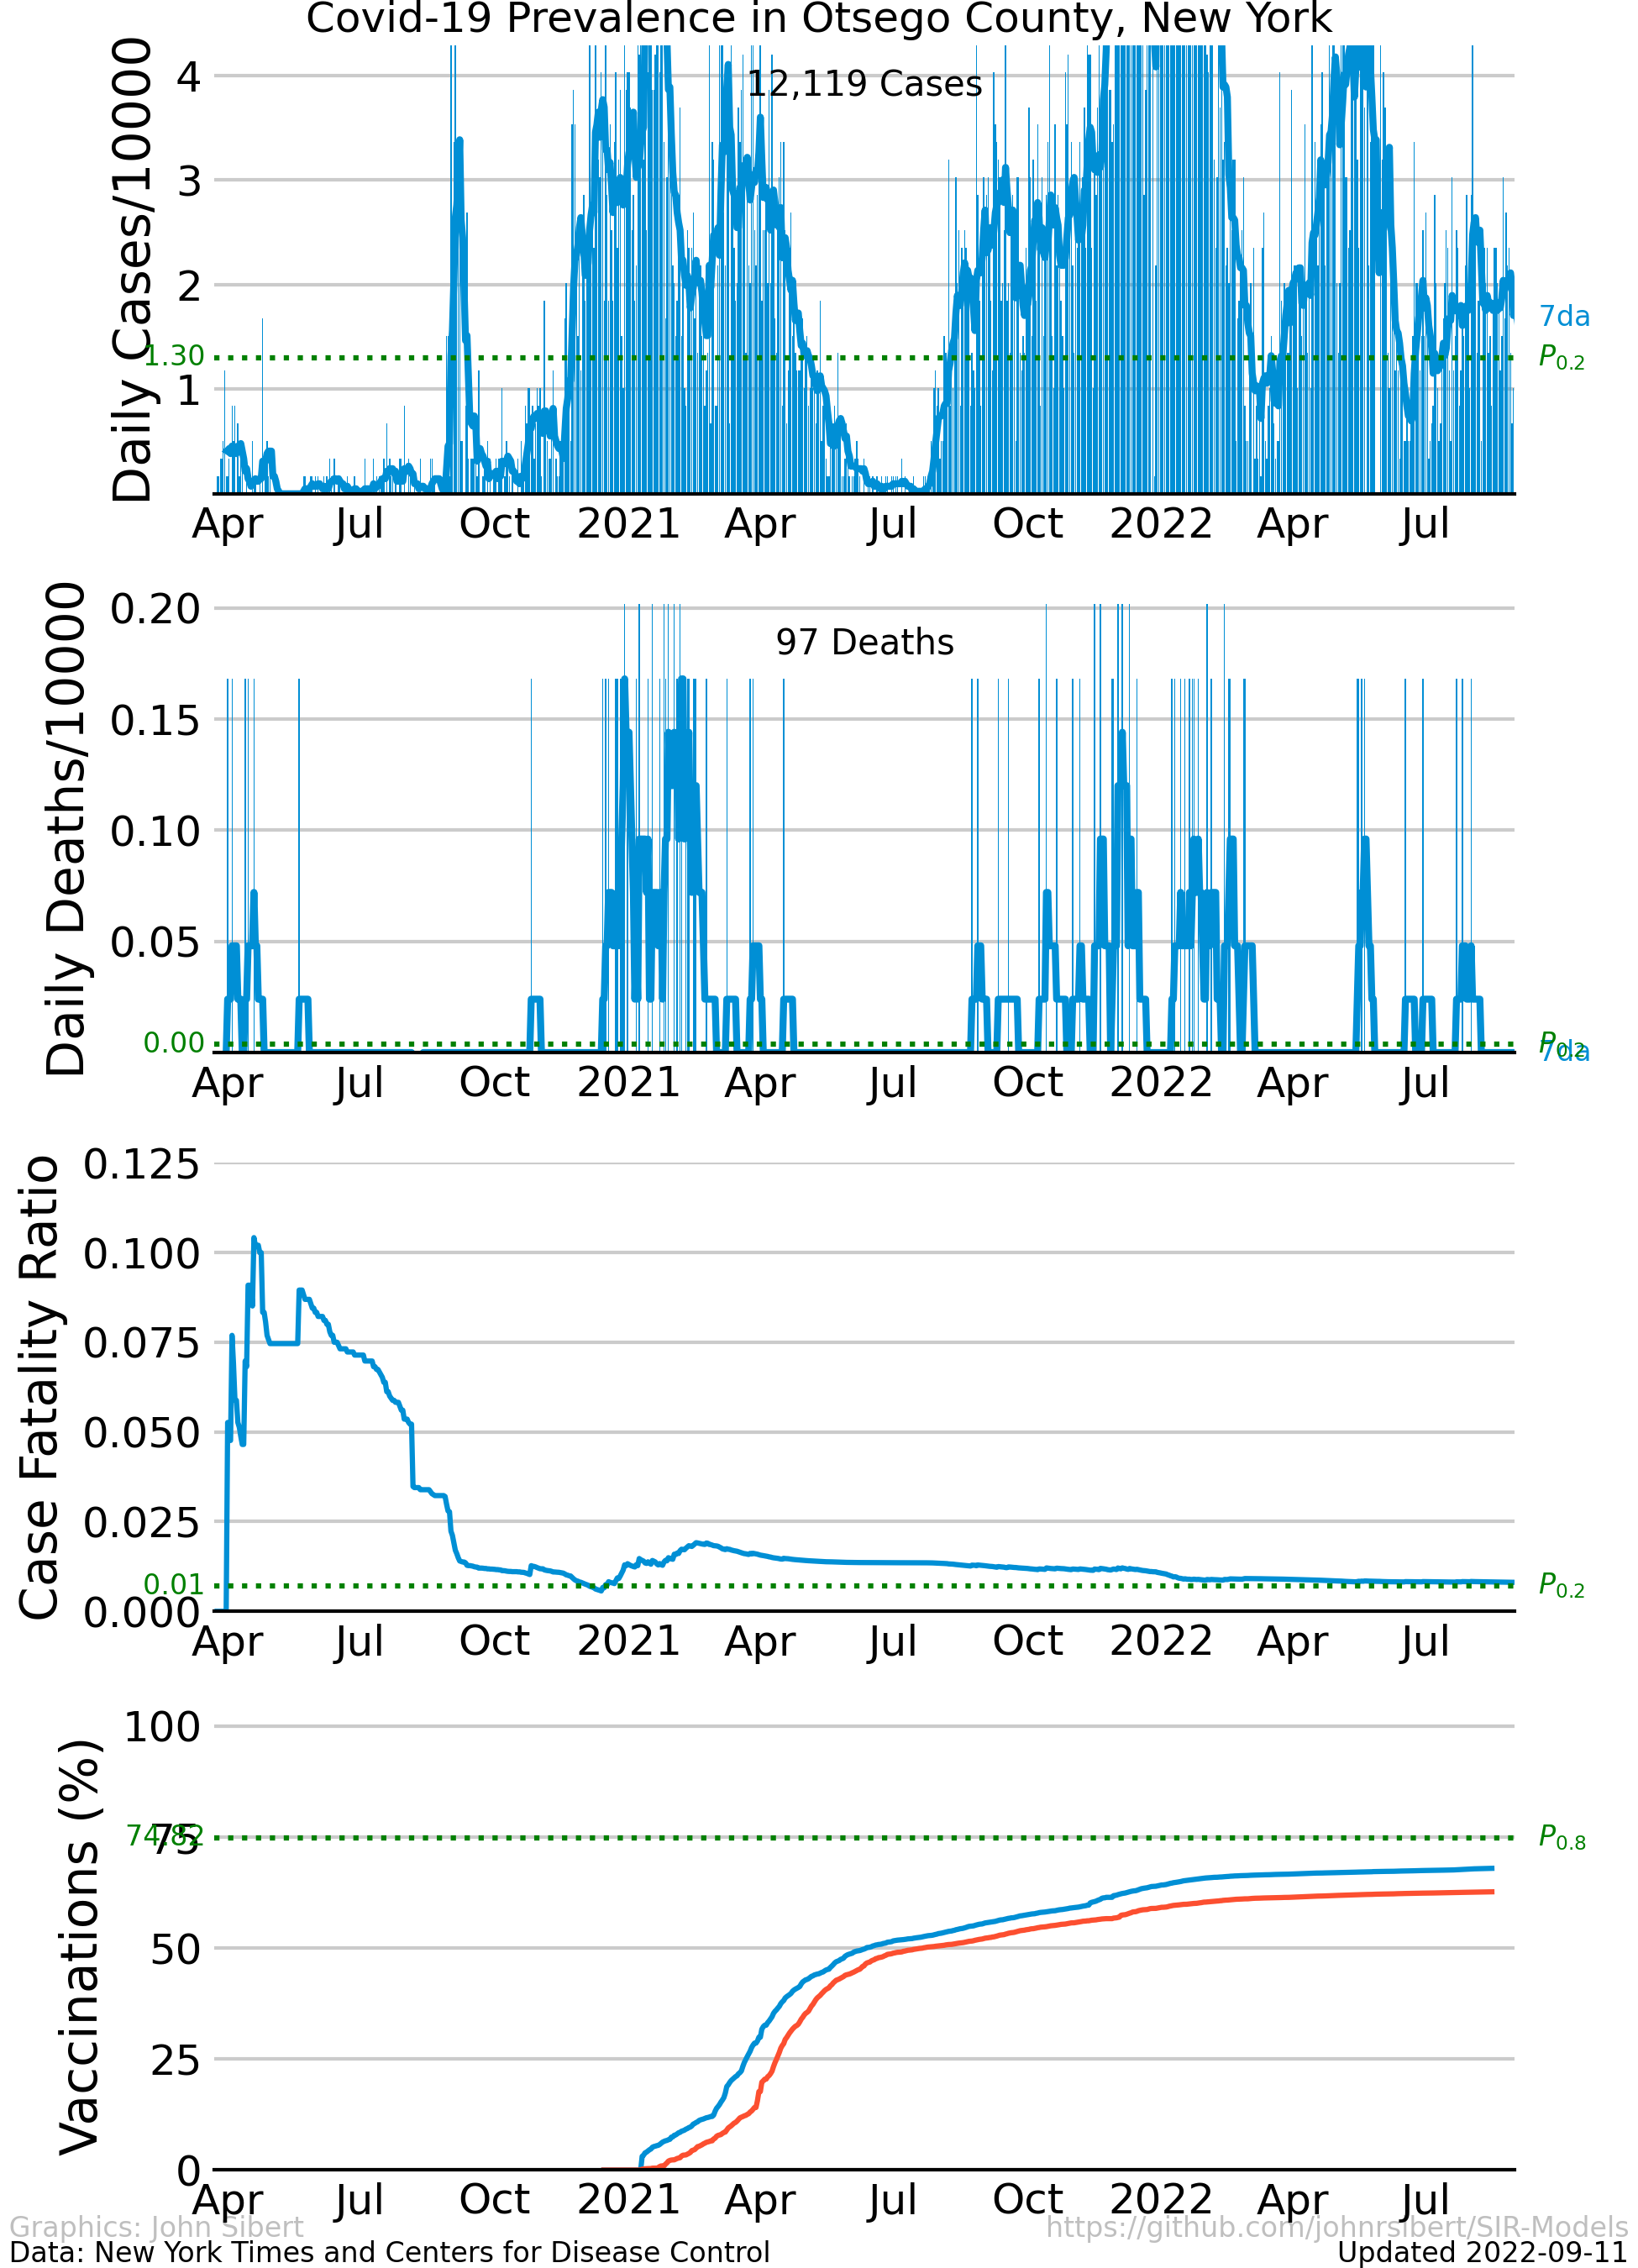 Covid-19 Prevalence in Otsego County, New York
Daily Cases/10000
4
3
2
1
1.30
12,119 Cases
7da
P0.2
Apr Jul Oct 2021 Apr Jul Oct 2022 Apr Jul
Daily Deaths/10000
0.20
0.15
0.10
0.05
0.00
97 Deaths
P0.2
7da
Apr Jul Oct 2021 Apr Jul Oct 2022 Apr Jul
Case Fatality Ratio
0.125
0.100
0.075
0.050
0.025
0.01
0.000
P0.2
Apr Jul Oct 2021 Apr Jul Oct 2022 Apr Jul
Vaccinations (%)
100
75
74.82
50
25
0
P0.8
Apr Jul Oct 2021 Apr Jul Oct 2022 Apr Jul
Graphics: John Sibert
https://github.com/johnrsibert/SIR-Models
Data: New York Times and Centers for Disease Control
Updated 2022-09-11